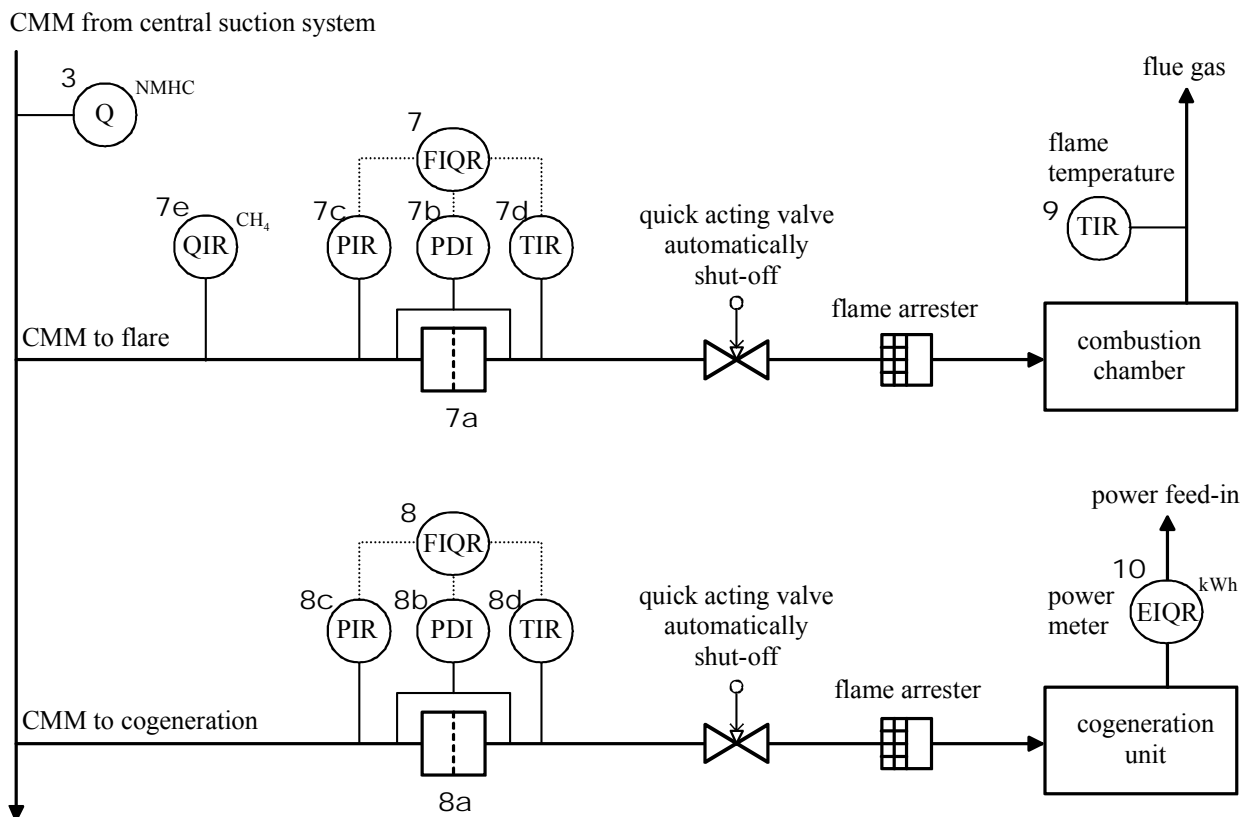 CMM from central suction system
3
NMHC
Q
flue gas
7
FIQR
flame
temperature
9
TIR
7e
CH₄
QIR
7c
PIR
7b
PDI
7d
TIR
quick acting valve
automatically
shut-off
CMM to flare
flame arrester
combustion
chamber
7a
power feed-in
8
FIQR
10
kWh
EIQR
power
meter
8c
PIR
8b
PDI
8d
TIR
quick acting valve
automatically
shut-off
CMM to cogeneration
flame arrester
cogeneration
unit
8a